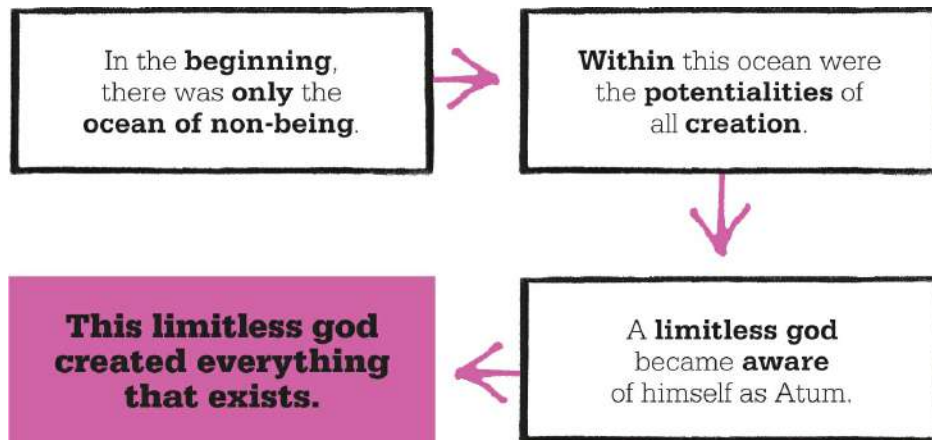 In the beginning,
there was only the
ocean of non-being.
Within this ocean were
the potentialities of
all creation.
A limitless god
became aware
of himself as Atum.
This limitless god
created everything
that exists.